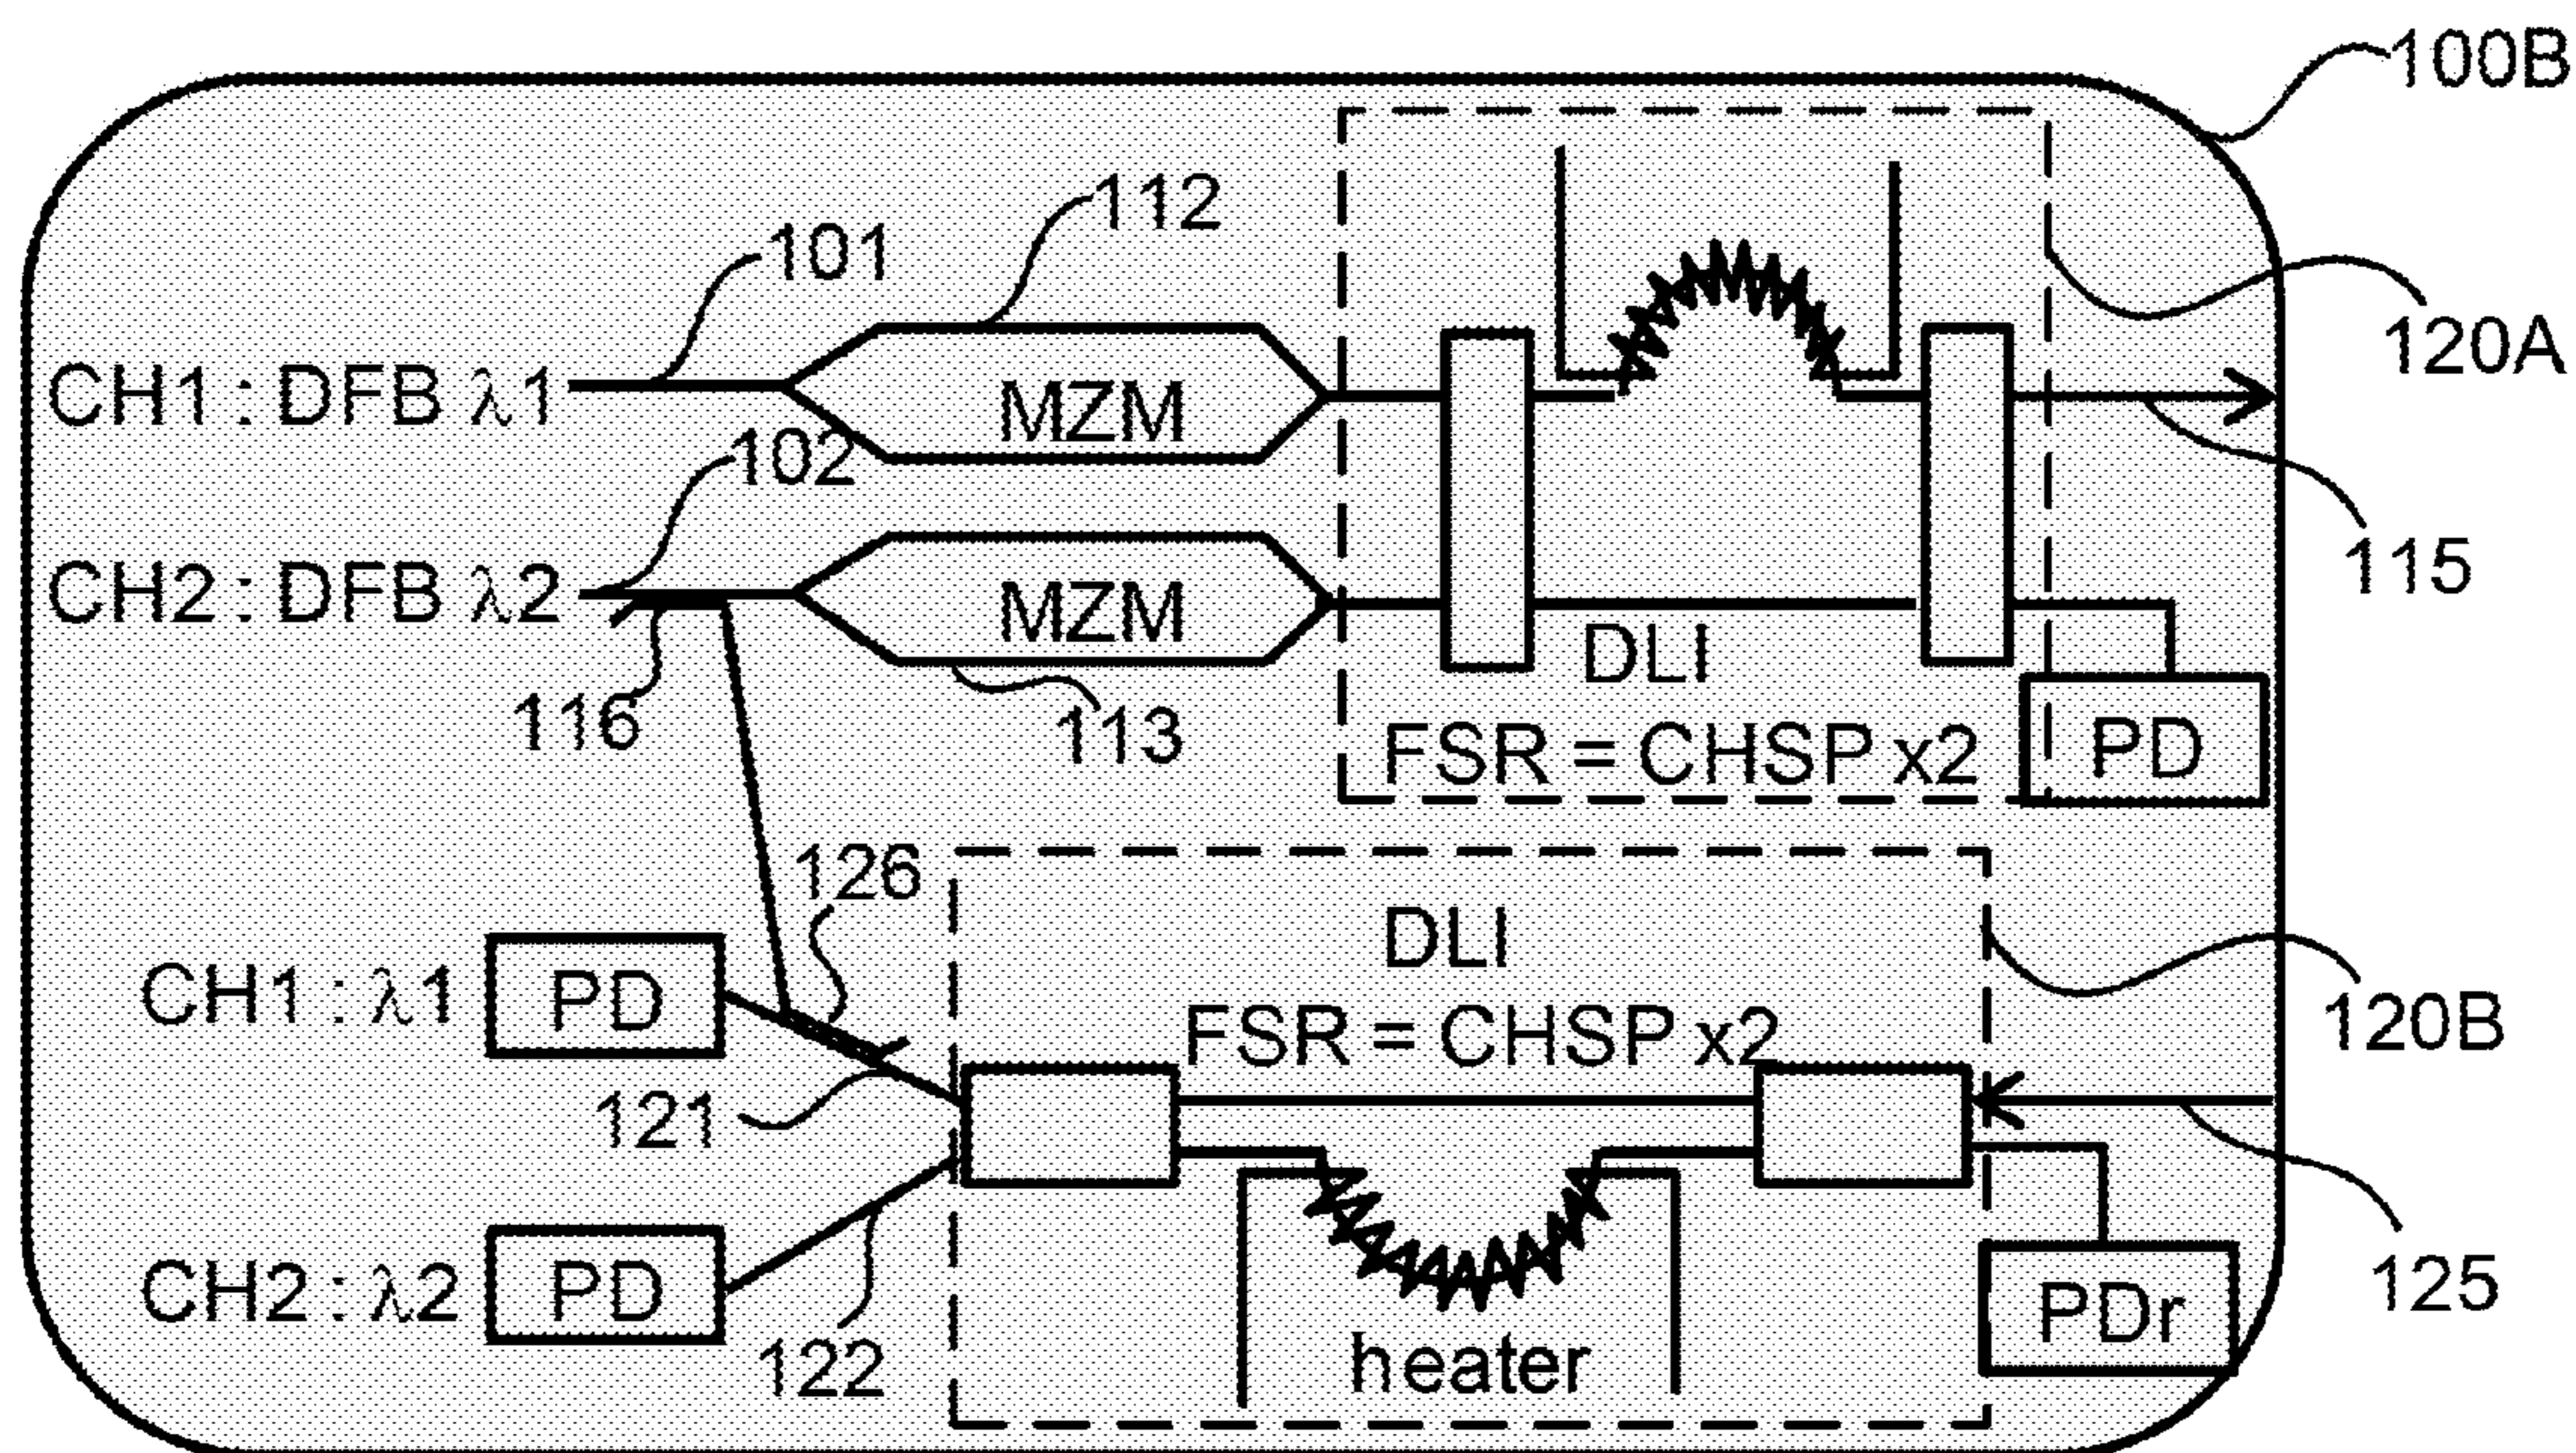 100B
112
101
120A
CH1 : DFB λ1
MZM
102
115
CH2 : DFB λ2
MZM
DLI
116
113
FSR = CHSP x2
PD
126
DLI
CH1 : λ1
PD
FSR = CHSP x2
120B
121
125
CH2 : λ2
PD
PDr
122
heater